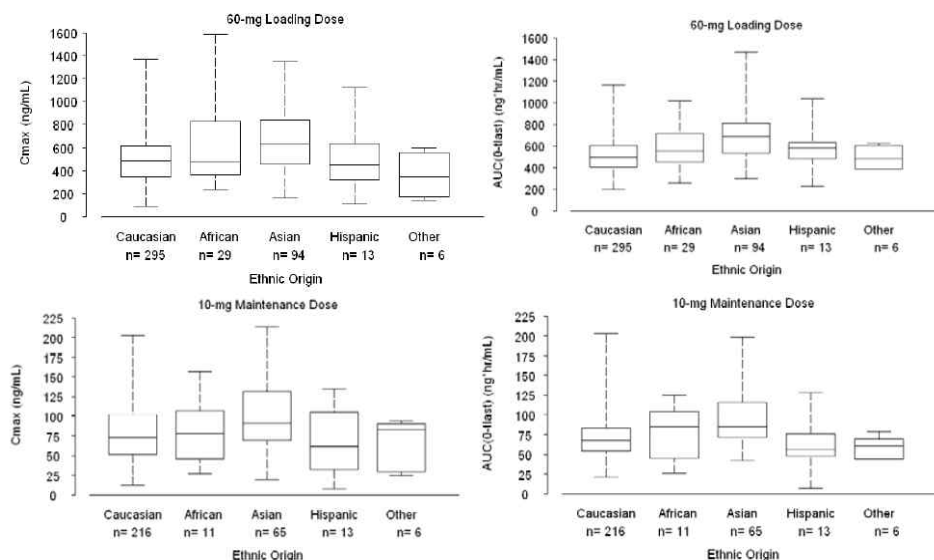 60-mg Loading Dose
Cmax (ng/mL)
1600
1400
1200
1000
800
600
400
200
0
Caucasian African Asian Hispanic Other
n= 295 n= 29 n= 94 n= 13 n= 6
Ethnic Origin
60-mg Loading Dose
AUC(0-tlast) (ng*hr/mL)
1600
1400
1200
1000
800
600
400
200
0
Caucasian African Asian Hispanic Other
n= 295 n= 29 n= 94 n= 13 n= 6
Ethnic Origin
10-mg Maintenance Dose
Cmax (ng/mL)
225
200
175
150
125
100
75
50
25
0
Caucasian African Asian Hispanic Other
n= 216 n= 11 n= 65 n= 13 n= 6
Ethnic Origin
10-mg Maintenance Dose
AUC(0-tlast) (ng*hr/mL)
225
200
175
150
125
100
75
50
25
0
Caucasian African Asian Hispanic Other
n= 216 n= 11 n= 65 n= 13 n= 6
Ethnic Origin